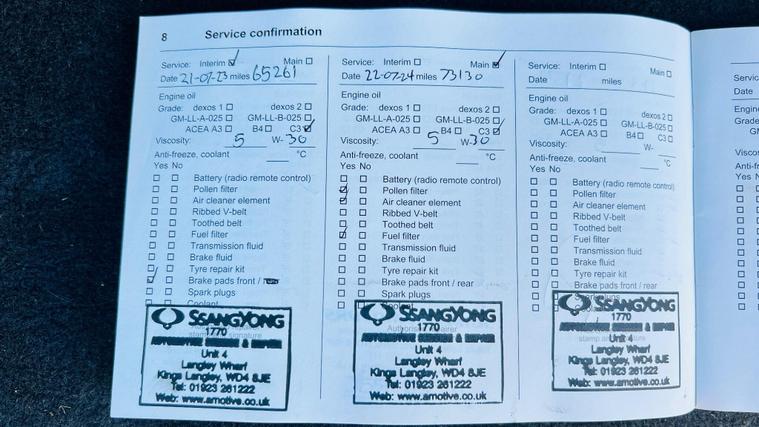 8 Service confirmation
Service: Interim Main
Date 21-07-23 miles 65261
Engine oil
Grade: dexos 1 dexos 2
GM-LL-A-025 GM-LL-B-025
ACEA A3 B4 C3
Viscosity: 5 W- 30
Anti-freeze, coolant °C
Yes No
Battery (radio remote control)
Pollen filter
Air cleaner element
Ribbed V-belt
Toothed belt
Fuel filter
Transmission fluid
Brake fluid
Tyre repair kit
Brake pads front /
Spark plugs
Coolant
SSANGYONG
1770
AUTOMOTIVE SERVICE & REPAIR
Unit 4
Langley Wharf
Kings Langley, WD4 8JE
Tel: 01923 261222
Web: www.amotive.co.uk
Service: Interim Main
Date 22-07-24 miles 73130
Engine oil
Grade: dexos 1 dexos 2
GM-LL-A-025 GM-LL-B-025
ACEA A3 B4 C3
Viscosity: 5 W- 30
Anti-freeze, coolant °C
Yes No
Battery (radio remote control)
Pollen filter
Air cleaner element
Ribbed V-belt
Toothed belt
Fuel filter
Transmission fluid
Brake fluid
Tyre repair kit
Brake pads front / rear
Spark plugs
Coolant
SSANGYONG
1770
AUTOMOTIVE SERVICE & REPAIR
Unit 4
Langley Wharf
Kings Langley, WD4 8JE
Tel: 01923 261222
Web: www.amotive.co.uk
Service: Interim Main
Date miles
Engine oil
Grade: dexos 1 dexos 2
GM-LL-A-025 GM-LL-B-025
ACEA A3 B4 C3
Viscosity: W-
Anti-freeze, coolant °C
Yes No
Battery (radio remote control)
Pollen filter
Air cleaner element
Ribbed V-belt
Toothed belt
Fuel filter
Transmission fluid
Brake fluid
Tyre repair kit
Brake pads front / rear
Spark plugs
SSANGYONG
1770
AUTOMOTIVE SERVICE & REPAIR
Unit 4
Langley Wharf
Kings Langley, WD4 8JE
Tel: 01923 261222
Web: www.amotive.co.uk
Date
Grade